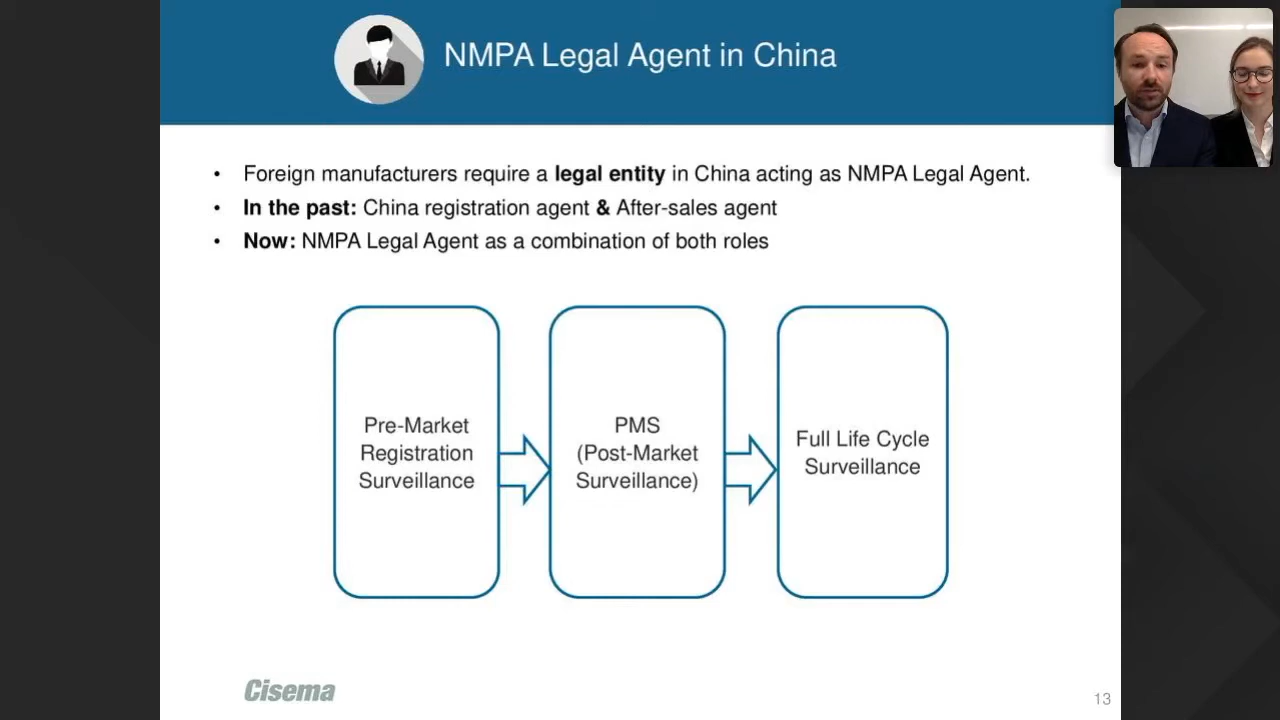 NMPA Legal Agent in China
• Foreign manufacturers require a legal entity in China acting as NMPA Legal Agent.
• In the past: China registration agent & After-sales agent
• Now: NMPA Legal Agent as a combination of both roles
Pre-Market
Registration
Surveillance
PMS
(Post-Market
Surveillance)
Full Life Cycle
Surveillance
Cisema
13